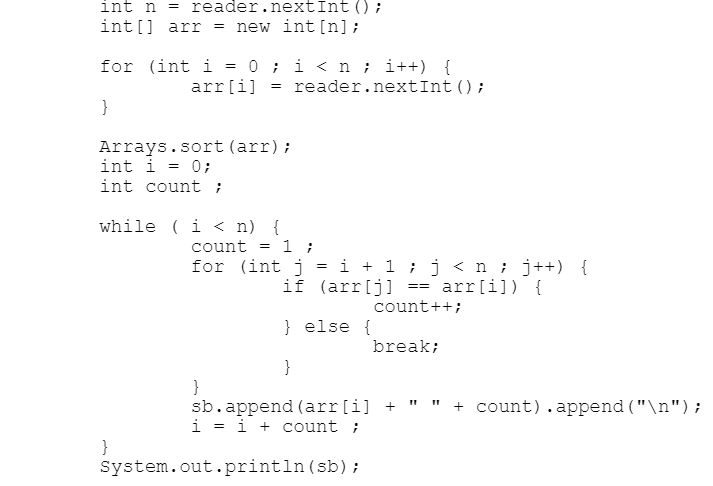 int n = reader.nextInt();
int[] arr = new int[n];
for (int i = 0 ; i < n ; i++) {
arr[i] = reader.nextInt();
}
Arrays.sort(arr);
int i = 0;
int count ;
while ( i < n) {
count = 1 ;
for (int j = i + 1 ; j < n ; j++) {
if (arr[j] == arr[i]) {
count++;
} else {
break;
}
}
sb.append(arr[i] + " " + count).append("\n");
i = i + count ;
}
System.out.println(sb);